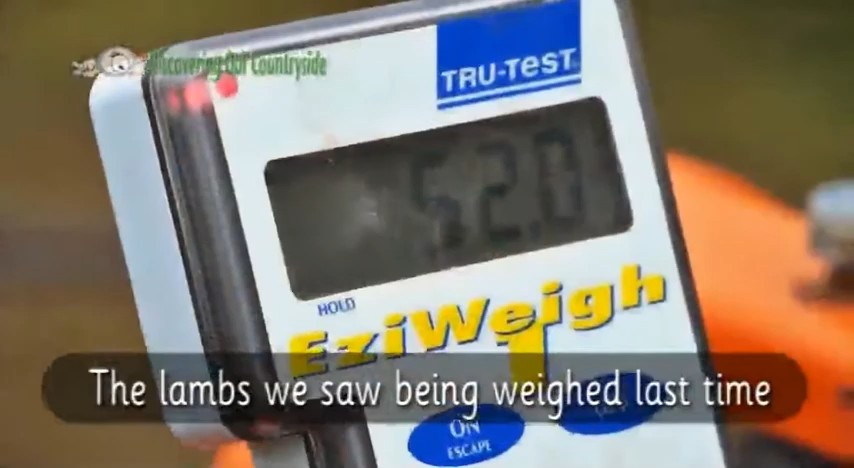 Discovering Our Countryside
TRU-TEST
52.0
HOLD
EziWeigh
The lambs we saw being weighed last time
ON
ESCAPE